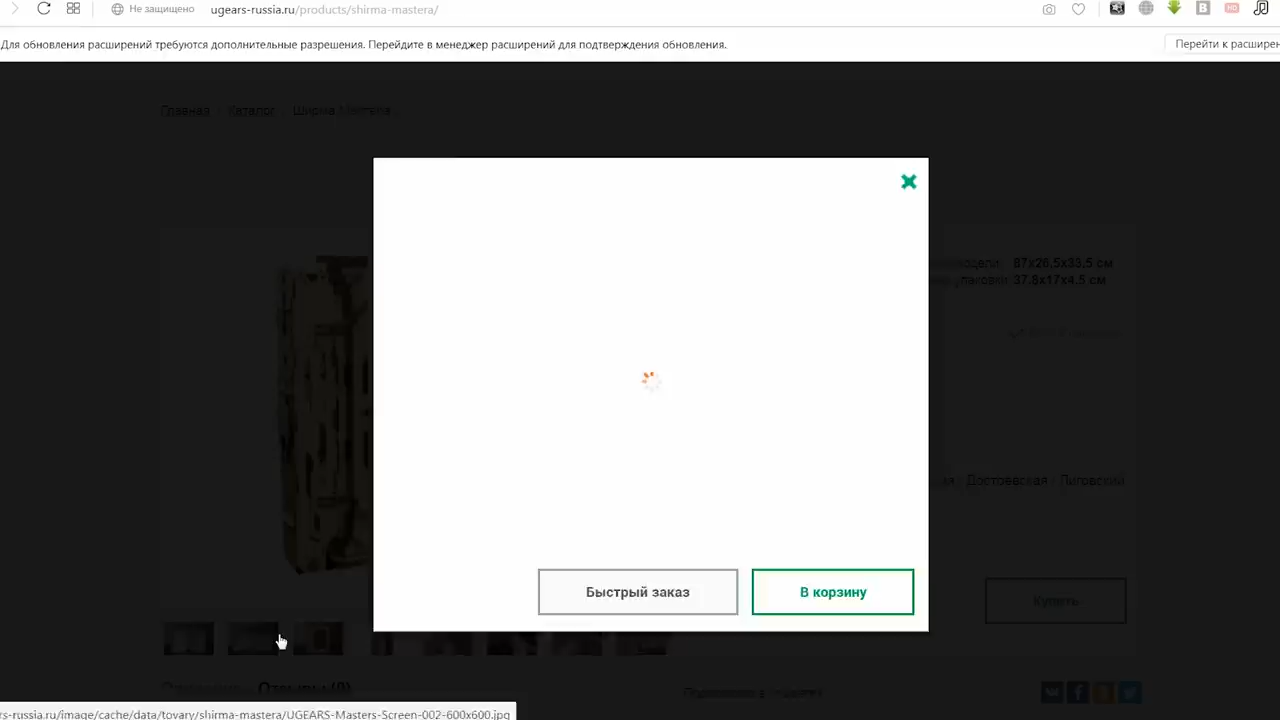 Не защищено
ugears-russia.ru/products/shirma-mastera/
Для обновления расширений требуются дополнительные разрешения. Перейдите в менеджер расширений для подтверждения обновления.
Перейти к расширен
Главная
Каталог
Ширма Мастера
87x26,5x33,5 см
упаковки: 37.8x17x4.5 см
Достоевская
Быстрый заказ
В корзину
Купить
Отзывы (0)
rs-russia.ru/image/cache/data/tovary/shirma-mastera/UGEARS-Masters-Screen-002-600x600.jpg